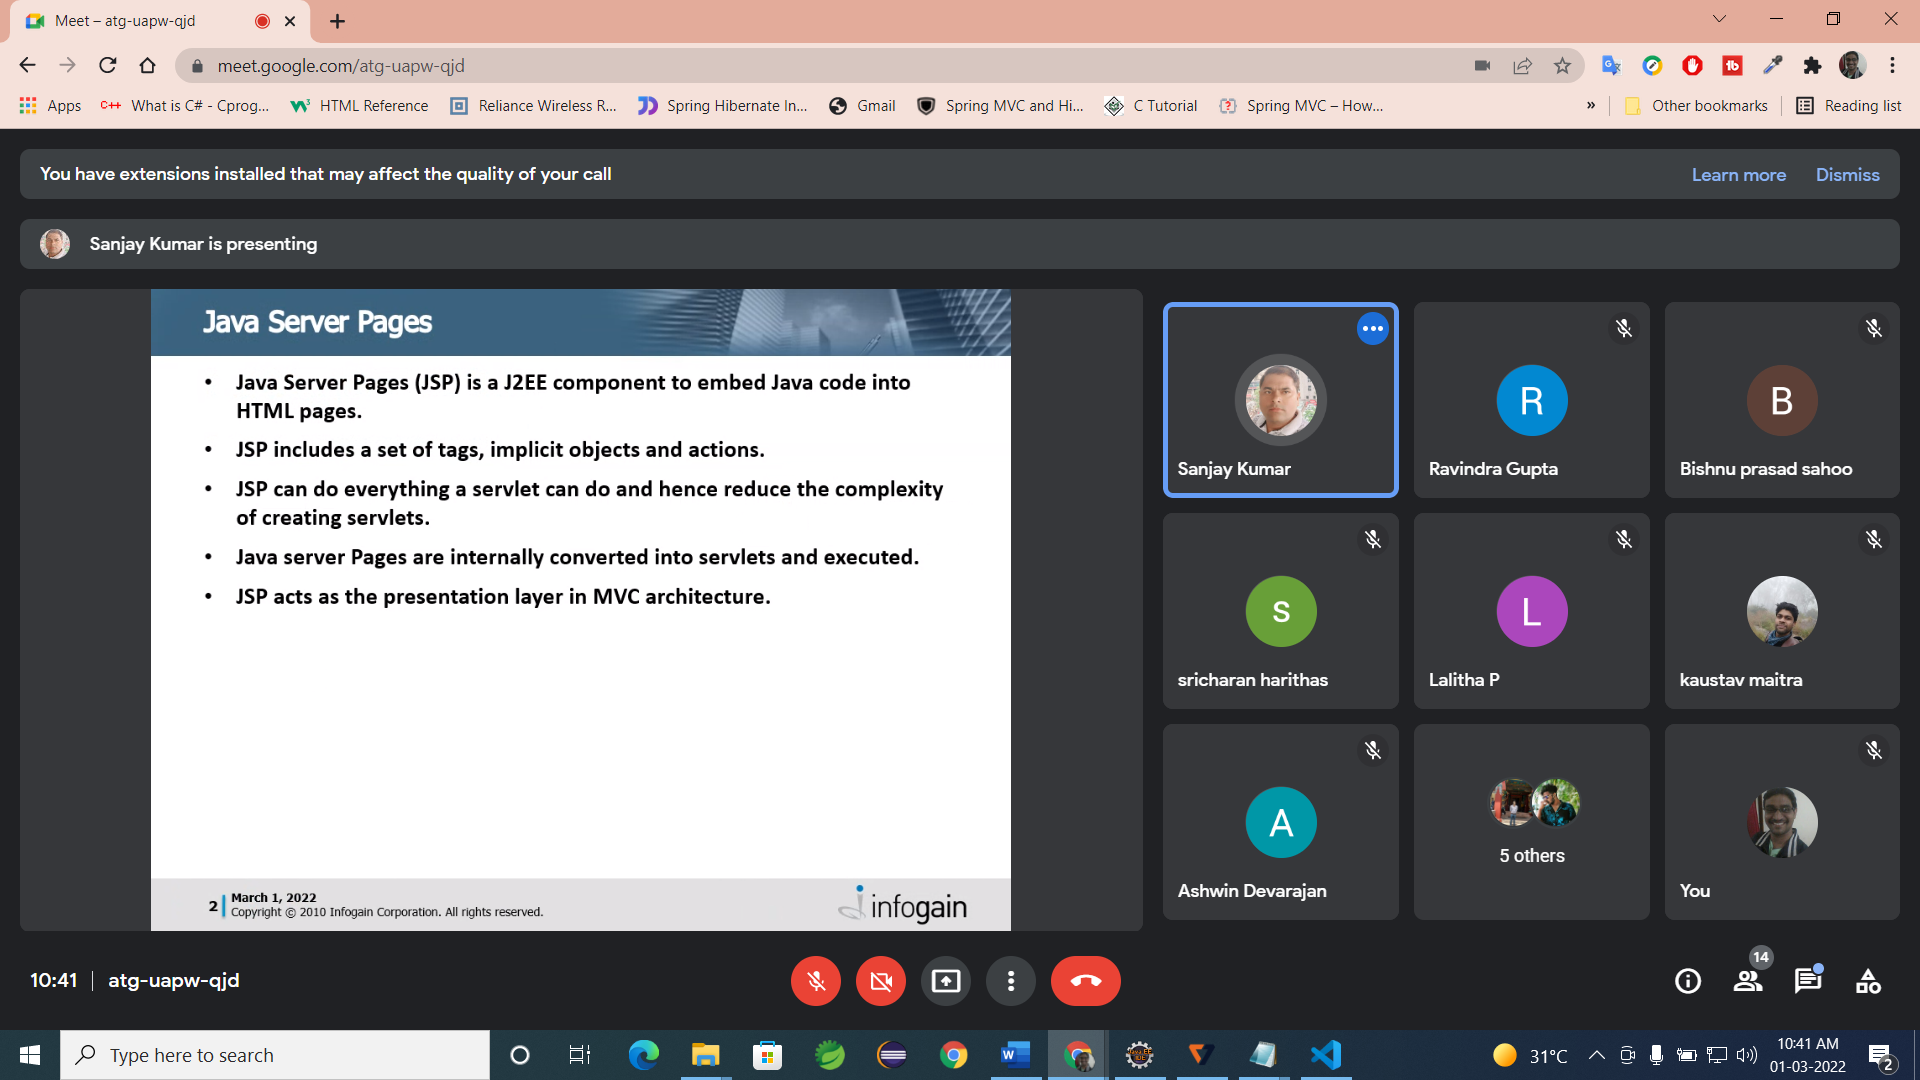 Meet – atg-uapw-qjd
meet.google.com/atg-uapw-qjd
Apps
C++ What is C# - Cprog...
HTML Reference
Reliance Wireless R...
Spring Hibernate In...
Gmail
Spring MVC and Hi...
C Tutorial
Spring MVC – How...
»
Other bookmarks
Reading list
You have extensions installed that may affect the quality of your call
Learn more
Dismiss
Sanjay Kumar is presenting
Java Server Pages
• Java Server Pages (JSP) is a J2EE component to embed Java code into
HTML pages.
• JSP includes a set of tags, implicit objects and actions.
• JSP can do everything a servlet can do and hence reduce the complexity
of creating servlets.
• Java server Pages are internally converted into servlets and executed.
• JSP acts as the presentation layer in MVC architecture.
2
March 1, 2022
Copyright © 2010 Infogain Corporation. All rights reserved.
infogain
Sanjay Kumar
R
Ravindra Gupta
B
Bishnu prasad sahoo
S
sricharan harithas
L
Lalitha P
kaustav maitra
A
Ashwin Devarajan
5 others
You
10:41 | atg-uapw-qjd
14
Type here to search
31°C
10:41 AM
01-03-2022
2